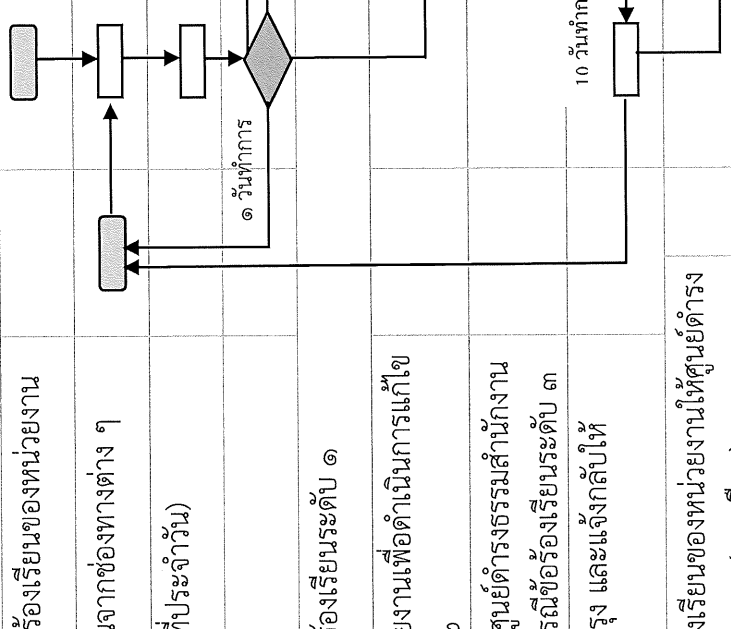 ร้องเรียนของหน่วยงาน
นจากช่องทางต่าง ๆ
ที่ประจำวัน)
๑ วันทำการ
ร้องเรียนระดับ ๑
ยงานเพื่อดำเนินการแก้ไข
ศูนย์ดำรงธรรมสำนักงาน
รณีข้อร้องเรียนระดับ ๓
10 วันทำก
รุง และแจ้งกลับให้
งเรียนของหน่วยงานให้ศูนย์ดำรง